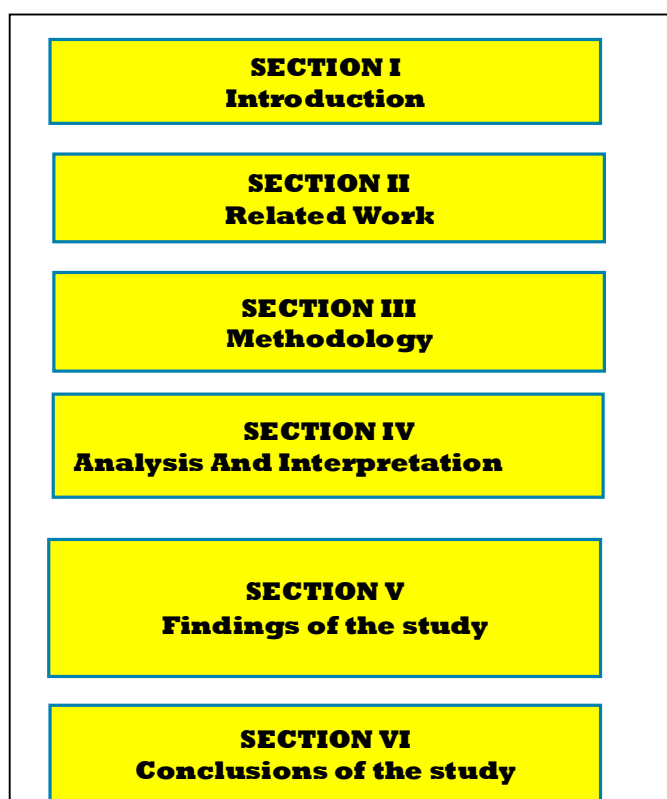 SECTION I
Introduction
SECTION II
Related Work
SECTION III
Methodology
SECTION IV
Analysis And Interpretation
SECTION V
Findings of the study
SECTION VI
Conclusions of the study